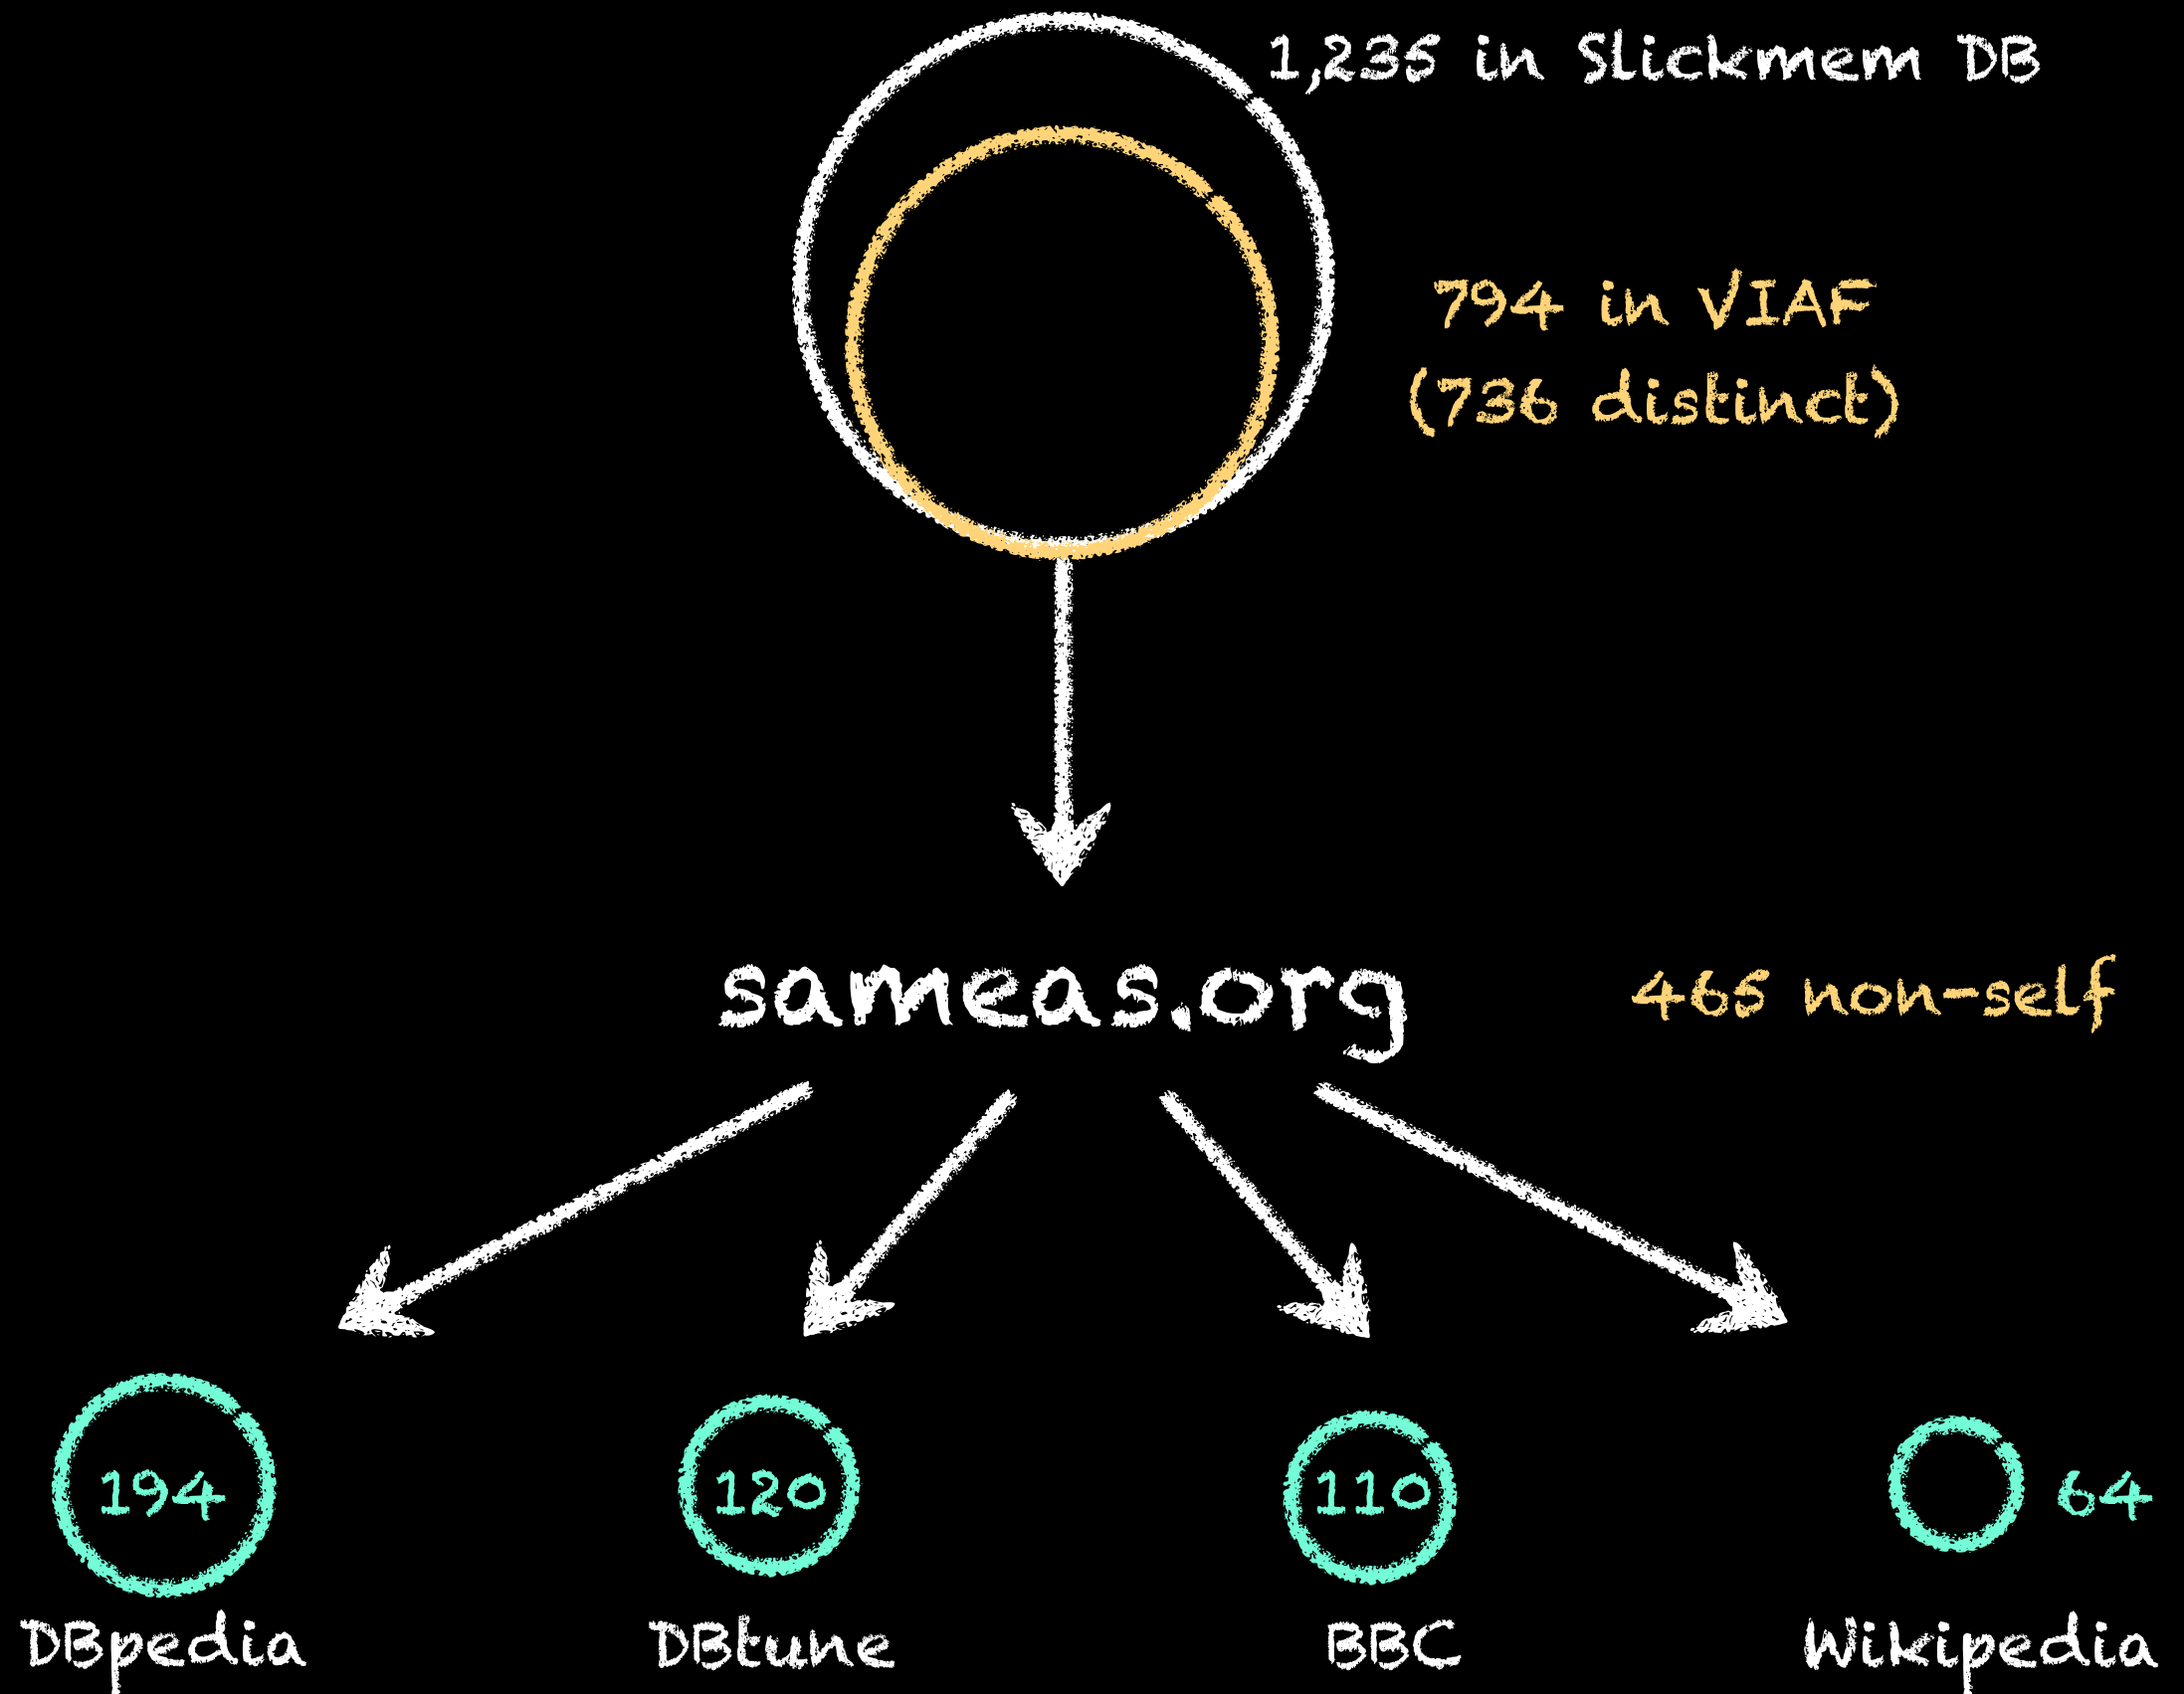 1,235 in Slickmem DB
794 in VIAF
(736 distinct)
sameas.org
465 non-self
194
120
110
64
DBpedia
DBtune
BBC
Wikipedia